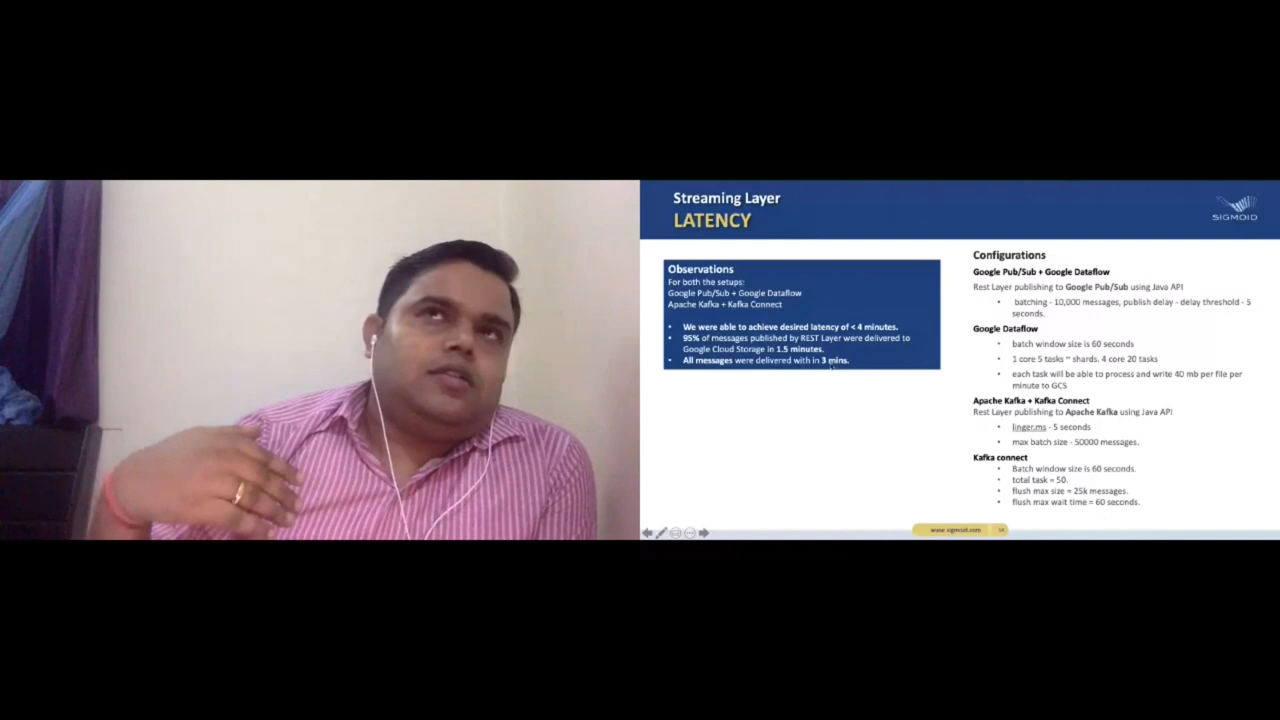 Streaming Layer
LATENCY
SIGMOID
Observations
For both the setups:
Google Pub/Sub + Google Dataflow
Apache Kafka + Kafka Connect
• We were able to achieve desired latency of < 4 minutes.
• 95% of messages published by REST Layer were delivered to
Google Cloud Storage in 1.5 minutes.
• All messages were delivered with in 3 mins.
Configurations
Google Pub/Sub + Google Dataflow
Rest Layer publishing to Google Pub/Sub using Java API
• batching - 10,000 messages, publish delay - delay threshold - 5
seconds.
Google Dataflow
• batch window size is 60 seconds
• 1 core 5 tasks ~ shards. 4 core 20 tasks
• each task will be able to process and write 40 mb per file per
minute to GCS
Apache Kafka + Kafka Connect
Rest Layer publishing to Apache Kafka using Java API
• linger.ms - 5 seconds
• max batch size - 50000 messages.
Kafka connect
• Batch window size is 60 seconds.
• total task = 50.
• flush max size = 25k messages.
• flush max wait time = 60 seconds.
www.sigmoid.com